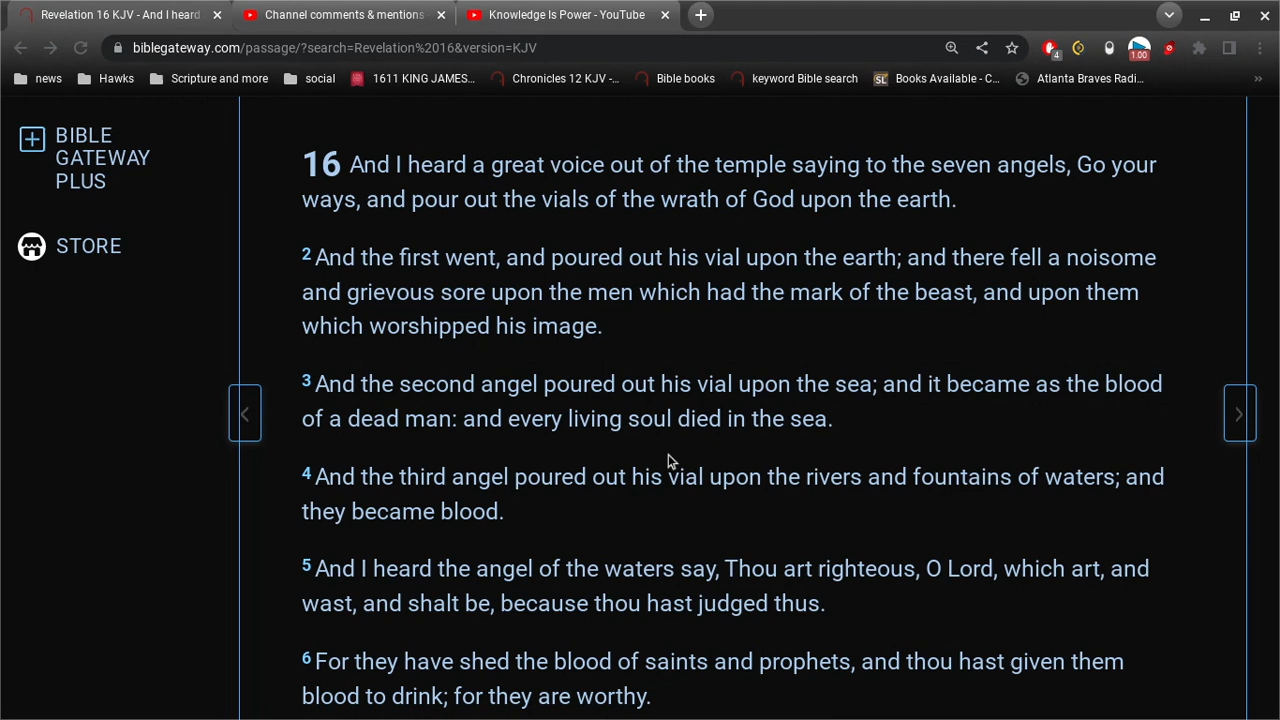 Revelation 16 KJV - And I heard
Channel comments & mentions
Knowledge Is Power - YouTube
biblegateway.com/passage/?search=Revelation%2016&version=KJV
4
1.00
news
Hawks
Scripture and more
social
1611 KING JAMES...
Chronicles 12 KJV -...
Bible books
keyword Bible search
SL
Books Available - C...
Atlanta Braves Radi...
»
BIBLE
GATEWAY
PLUS
STORE
16 And I heard a great voice out of the temple saying to the seven angels, Go your
ways, and pour out the vials of the wrath of God upon the earth.
2 And the first went, and poured out his vial upon the earth; and there fell a noisome
and grievous sore upon the men which had the mark of the beast, and upon them
which worshipped his image.
3 And the second angel poured out his vial upon the sea; and it became as the blood
of a dead man: and every living soul died in the sea.
4 And the third angel poured out his vial upon the rivers and fountains of waters; and
they became blood.
5 And I heard the angel of the waters say, Thou art righteous, O Lord, which art, and
wast, and shalt be, because thou hast judged thus.
6 For they have shed the blood of saints and prophets, and thou hast given them
blood to drink; for they are worthy.